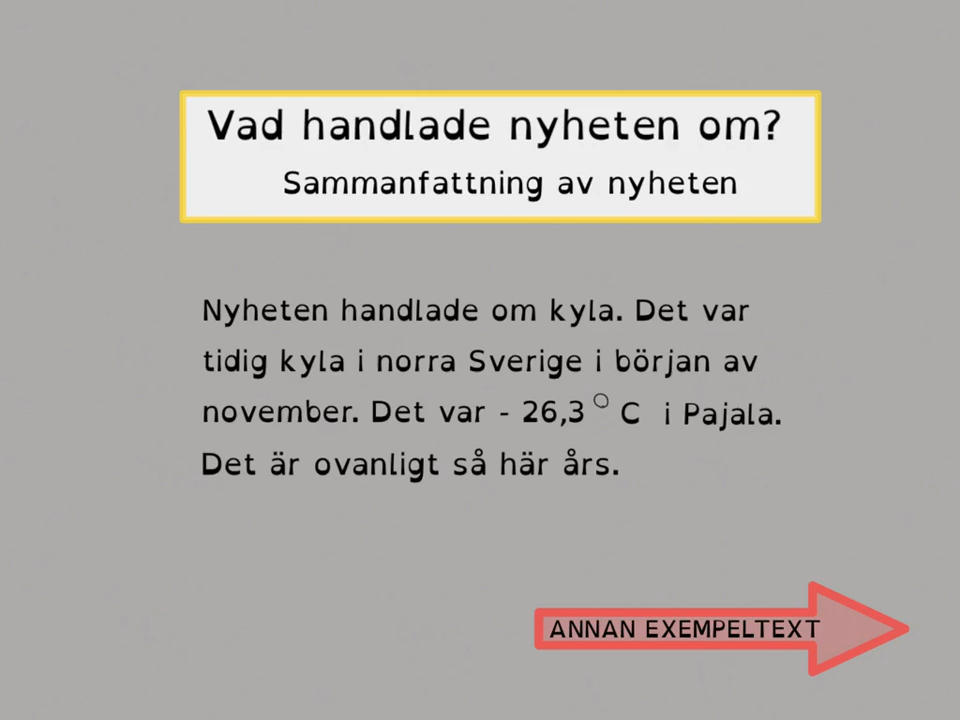 Vad handlade nyheten om?
Sammanfattning av nyheten
Nyheten handlade om kyla. Det var
tidig kyla i norra Sverige i början av
november. Det var - 26,3 ° C i Pajala.
Det är ovanligt så här års.
ANNAN EXEMPELTEXT